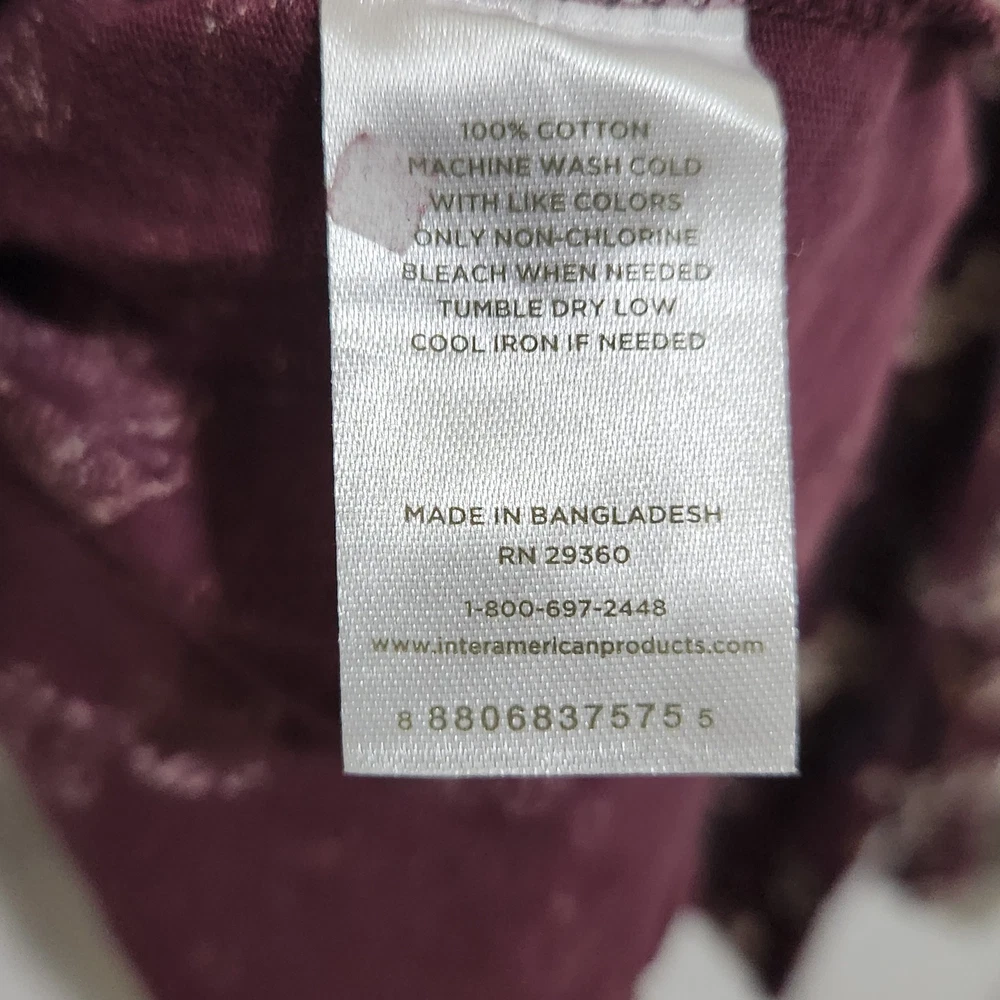 100% COTTON
MACHINE WASH COLD
WITH LIKE COLORS
ONLY NON-CHLORINE
BLEACH WHEN NEEDED
TUMBLE DRY LOW
COOL IRON IF NEEDED
MADE IN BANGLADESH
RN 29360
1-800-697-2448
www.interamericanproducts.com
8 8806837575 5